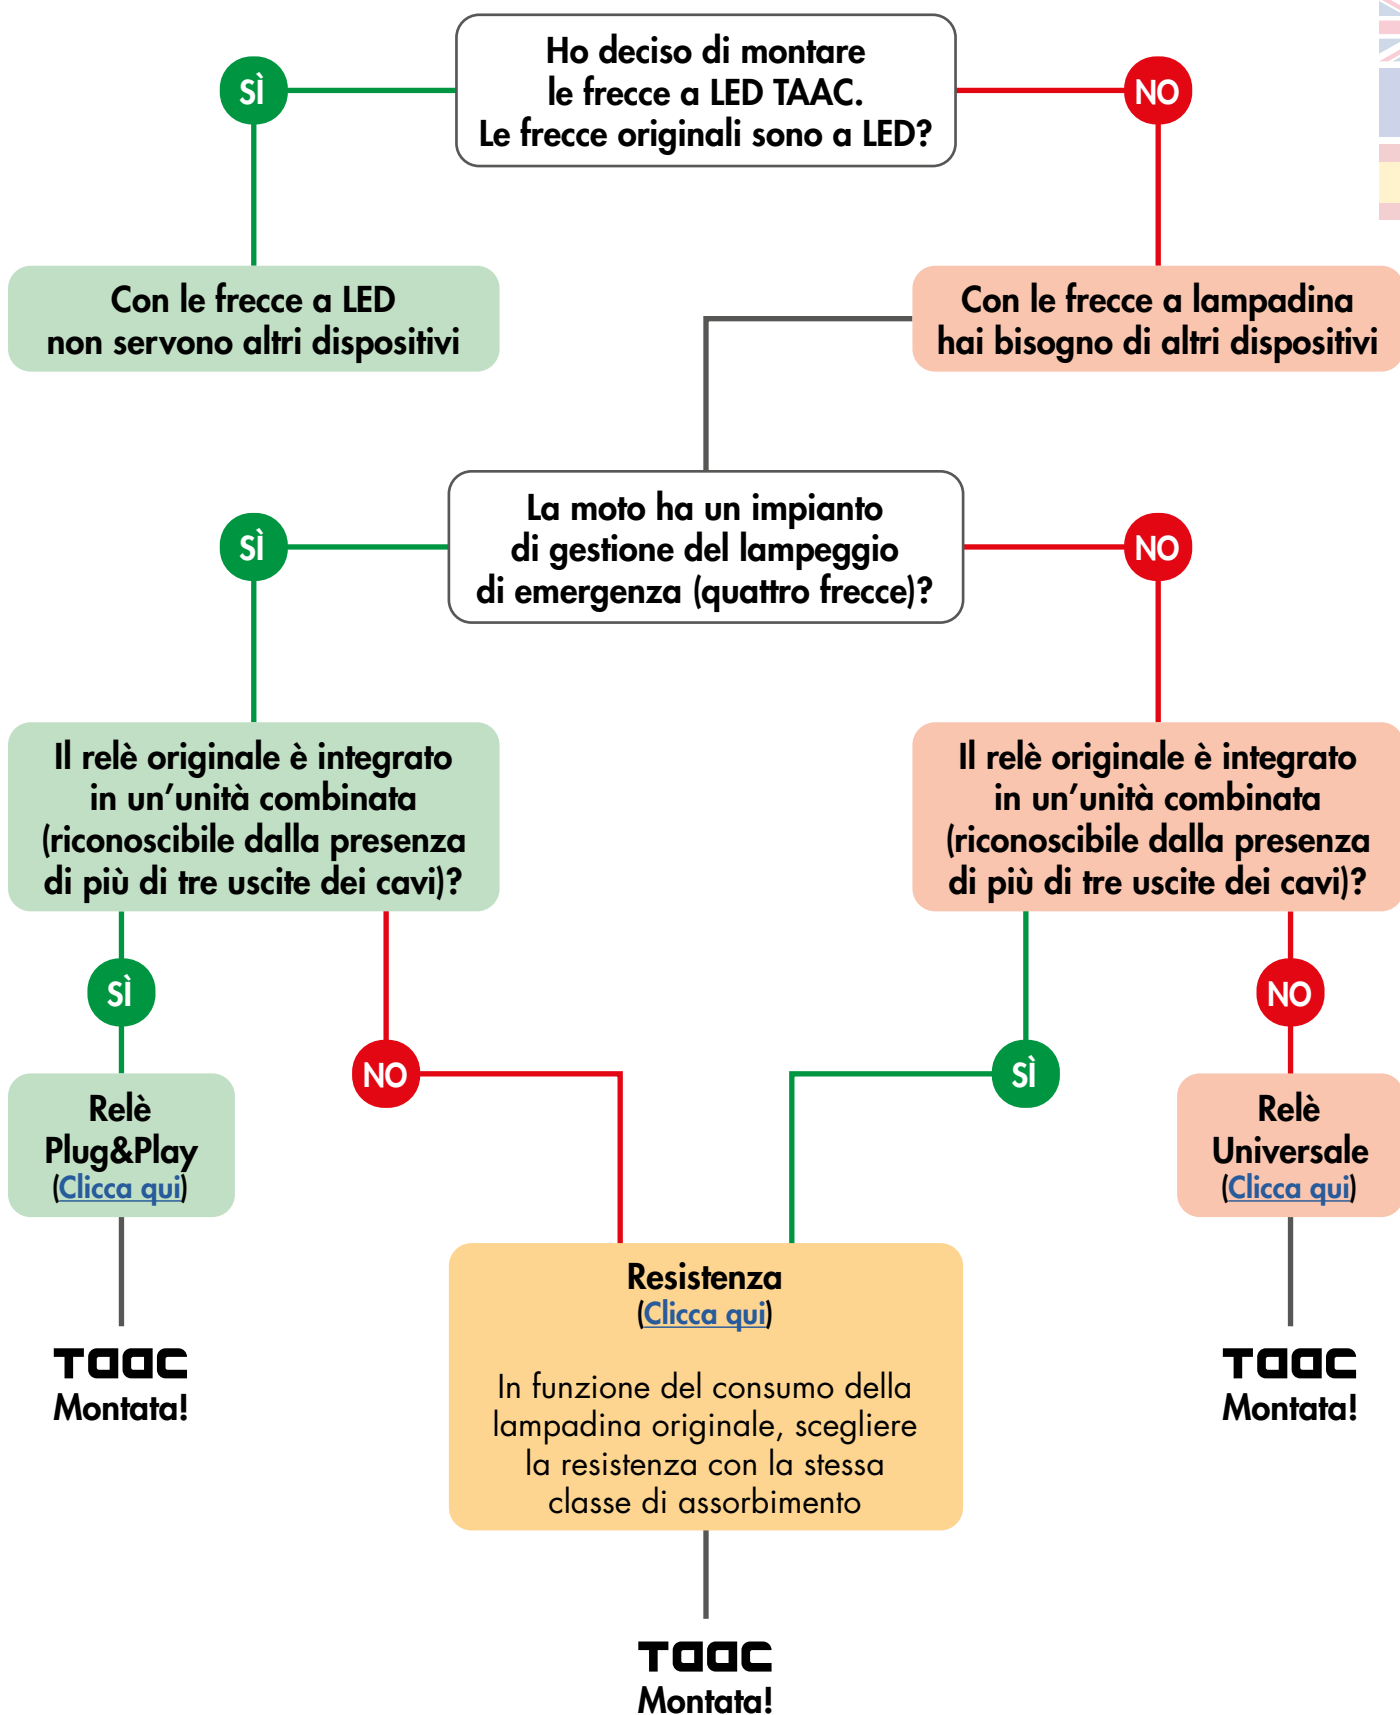 Ho deciso di montare
le frecce a LED TAAC.
Le frecce originali sono a LED?
SÌ
NO
Con le frecce a LED
non servono altri dispositivi
Con le frecce a lampadina
hai bisogno di altri dispositivi
La moto ha un impianto
di gestione del lampeggio
di emergenza (quattro frecce)?
SÌ
NO
Il relè originale è integrato
in un’unità combinata
(riconoscibile dalla presenza
di più di tre uscite dei cavi)?
Il relè originale è integrato
in un’unità combinata
(riconoscibile dalla presenza
di più di tre uscite dei cavi)?
SÌ
NO
SÌ
NO
Relè
Plug&Play
(Clicca qui)
Relè
Universale
(Clicca qui)
Resistenza
(Clicca qui)
In funzione del consumo della
lampadina originale, scegliere
la resistenza con la stessa
classe di assorbimento
TAAC
Montata!
TAAC
Montata!
TAAC
Montata!